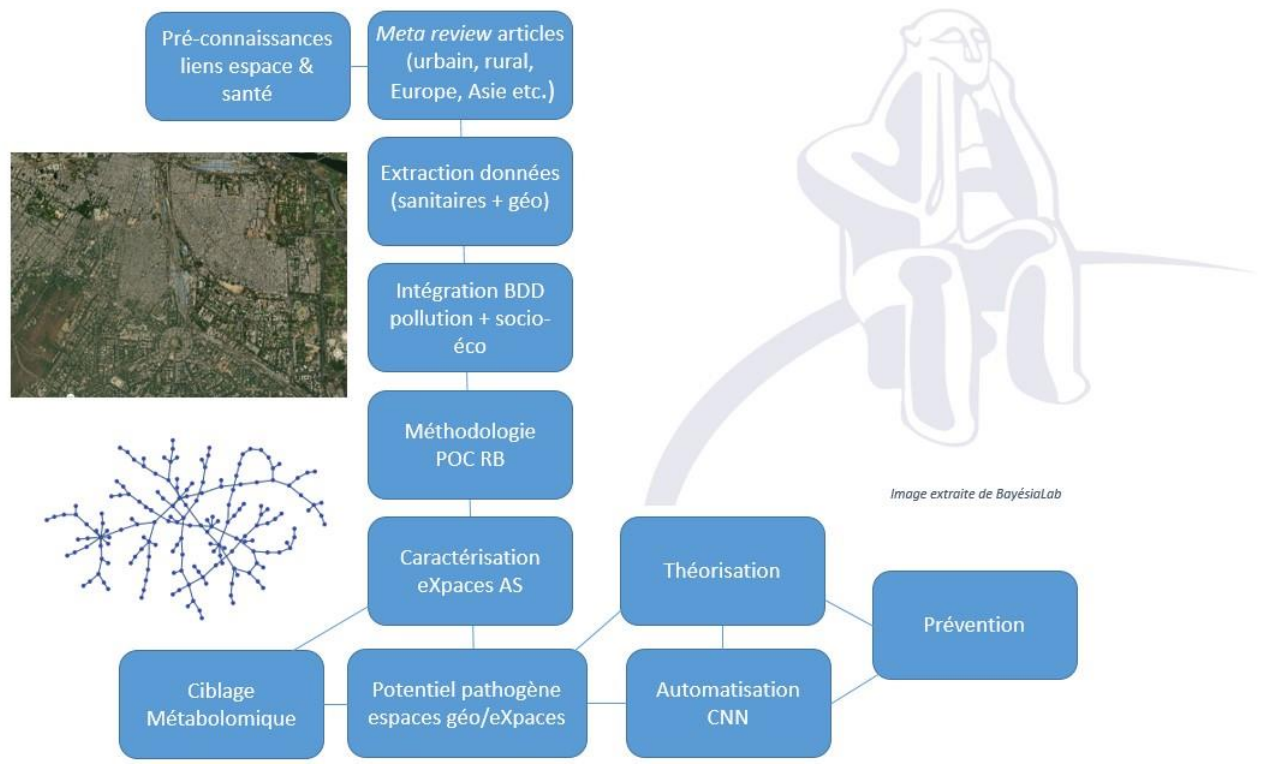 Pré-connaissances
liens espace &
santé
Meta review articles
(urbain, rural,
Europe, Asie etc.)
Extraction données
(sanitaires + géo)
Intégration BDD
pollution + socio-
éco
Méthodologie
POC RB
Image extraite de BayésiaLab
Caractérisation
eXpaces AS
Théorisation
Prévention
Ciblage
Métabolomique
Potentiel pathogène
espaces géo/eXpaces
Automatisation
CNN